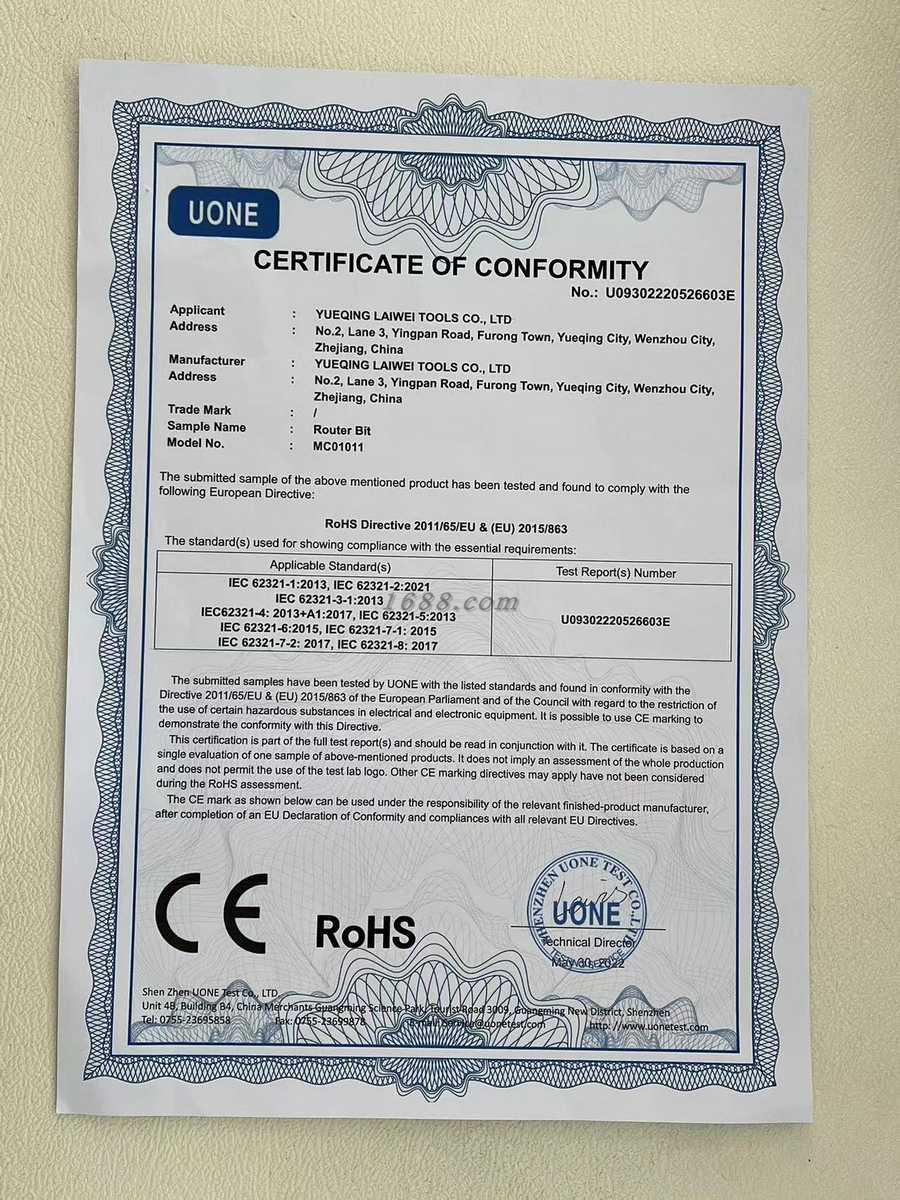 UONE
CERTIFICATE OF CONFORMITY
No.: U09302220526603E
Applicant : YUEQING LAIWEI TOOLS CO., LTD
Address : No.2, Lane 3, Yingpan Road, Furong Town, Yueqing City, Wenzhou City,
Zhejiang, China
Manufacturer : YUEQING LAIWEI TOOLS CO., LTD
Address : No.2, Lane 3, Yingpan Road, Furong Town, Yueqing City, Wenzhou City,
Zhejiang, China
Trade Mark : /
Sample Name : Router Bit
Model No. : MC01011
The submitted sample of the above mentioned product has been tested and found to comply with the
following European Directive:
RoHS Directive 2011/65/EU & (EU) 2015/863
The standard(s) used for showing compliance with the essential requirements:
Applicable Standard(s) Test Report(s) Number
IEC 62321-1:2013, IEC 62321-2:2021
IEC 62321-3-1:2013
IEC62321-4: 2013+A1:2017, IEC 62321-5:2013
IEC 62321-6:2015, IEC 62321-7-1: 2015
IEC 62321-7-2: 2017, IEC 62321-8: 2017
U09302220526603E
1688.com
The submitted samples have been tested by UONE with the listed standards and found in conformity with the
Directive 2011/65/EU & (EU) 2015/863 of the European Parliament and of the Council with regard to the restriction of
the use of certain hazardous substances in electrical and electronic equipment. It is possible to use CE marking to
demonstrate the conformity with this Directive.
This certification is part of the full test report(s) and should be read in conjunction with it. The certificate is based on a
single evaluation of one sample of above-mentioned products. It does not imply an assessment of the whole production
and does not permit the use of the test lab logo. Other CE marking directives may apply have not been considered
during the RoHS assessment.
The CE mark as shown below can be used under the responsibility of the relevant finished-product manufacturer,
after completion of an EU Declaration of Conformity and compliances with all relevant EU Directives.
CE
RoHS
SHENZHEN UONE TEST CO.,LTD
UONE
Technical Director
May 30, 2022
Shen Zhen UONE Test Co., LTD
Unit 4B, Building B4, China Merchants Guangming Science Park, Tourist Road 3009, Guangming New District, Shenzhen
Tel: 0755-23695858 Fax: 0755-23699878 E-mail: Service@uonetest.com http://www.uonetest.com